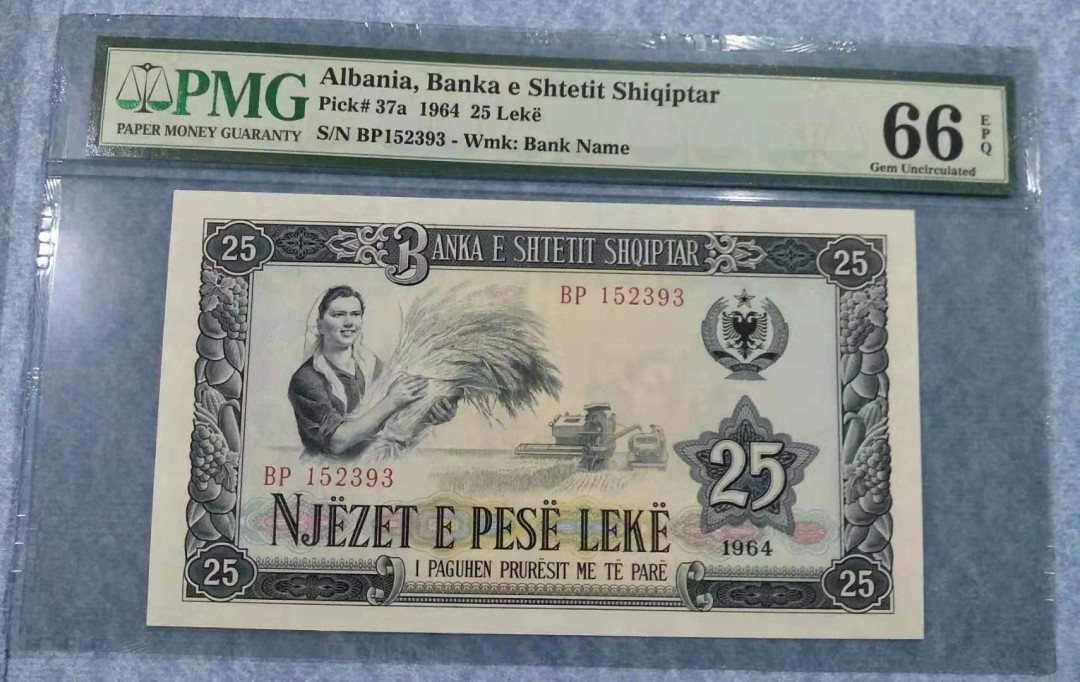 PMG
PAPER MONEY GUARANTY
Albania, Banka e Shtetit Shiqiptar
Pick# 37a 1964 25 Lekë
S/N BP152393 - Wmk: Bank Name
66 EPQ
Gem Uncirculated
25
BANKA E SHTETIT SHQIPTAR
25
BP 152393
25
BP 152393
NJËZET E PESË LEKË
1964
25
I PAGUHEN PRURËSIT ME TË PARË
25